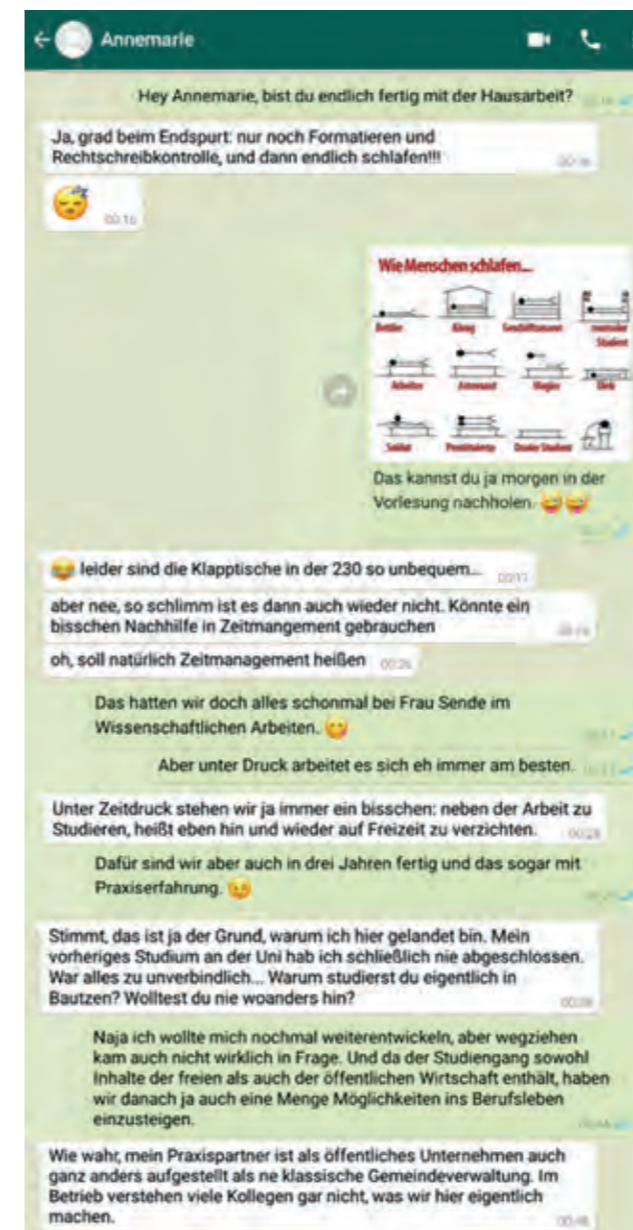 Annemarie
Hey Annemarie, bist du endlich fertig mit der Hausarbeit?
Ja, grad beim Endspurt: nur noch Formatieren und
Rechtschreibkontrolle, und dann endlich schlafen!!!
😴
00:16
Wie Menschen schlafen...
Bettler König Geschäftsmann normaler
Student
Arbeiter Astronaut Magier Dieb
Soldat Prostituierte
Das kannst du ja morgen in der
Vorlesung nachholen. 😜😜
😂 leider sind die Klapptische in der 230 so unbequem...
aber nee, so schlimm ist es dann auch wieder nicht. Könnte ein
bisschen Nachhilfe in Zeitmangement gebrauchen
oh, soll natürlich Zeitmanagement heißen 00:26
Das hatten wir doch alles schonmal bei Frau Sende im
Wissenschaftlichen Arbeiten. 😋
Aber unter Druck arbeitet es sich eh immer am besten.
Unter Zeitdruck stehen wir ja immer ein bisschen: neben der Arbeit zu
Studieren, heißt eben hin und wieder auf Freizeit zu verzichten. 00:28
Dafür sind wir aber auch in drei Jahren fertig und das sogar mit
Praxiserfahrung. 😉
Stimmt, das ist ja der Grund, warum ich hier gelandet bin. Mein
vorheriges Studium an der Uni hab ich schließlich nie abgeschlossen.
War alles zu unverbindlich... Warum studierst du eigentlich in
Bautzen? Wolltest du nie woanders hin?
Naja ich wollte mich nochmal weiterentwickeln, aber wegziehen
kam auch nicht wirklich in Frage. Und da der Studiengang sowohl
Inhalte der freien als auch der öffentlichen Wirtschaft enthält, haben
wir danach ja auch eine Menge Möglichkeiten ins Berufsleben
einzusteigen.
Wie wahr, mein Praxispartner ist als öffentliches Unternehmen auch
ganz anders aufgestellt als ne klassische Gemeindeverwaltung. Im
Betrieb verstehen viele Kollegen gar nicht, was wir hier eigentlich
machen.